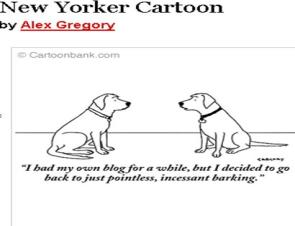 New Yorker Cartoon
by Alex Gregory
© Cartoonbank.com
GREGORY
"I had my own blog for a while, but I decided to go
back to just pointless, incessant barking."